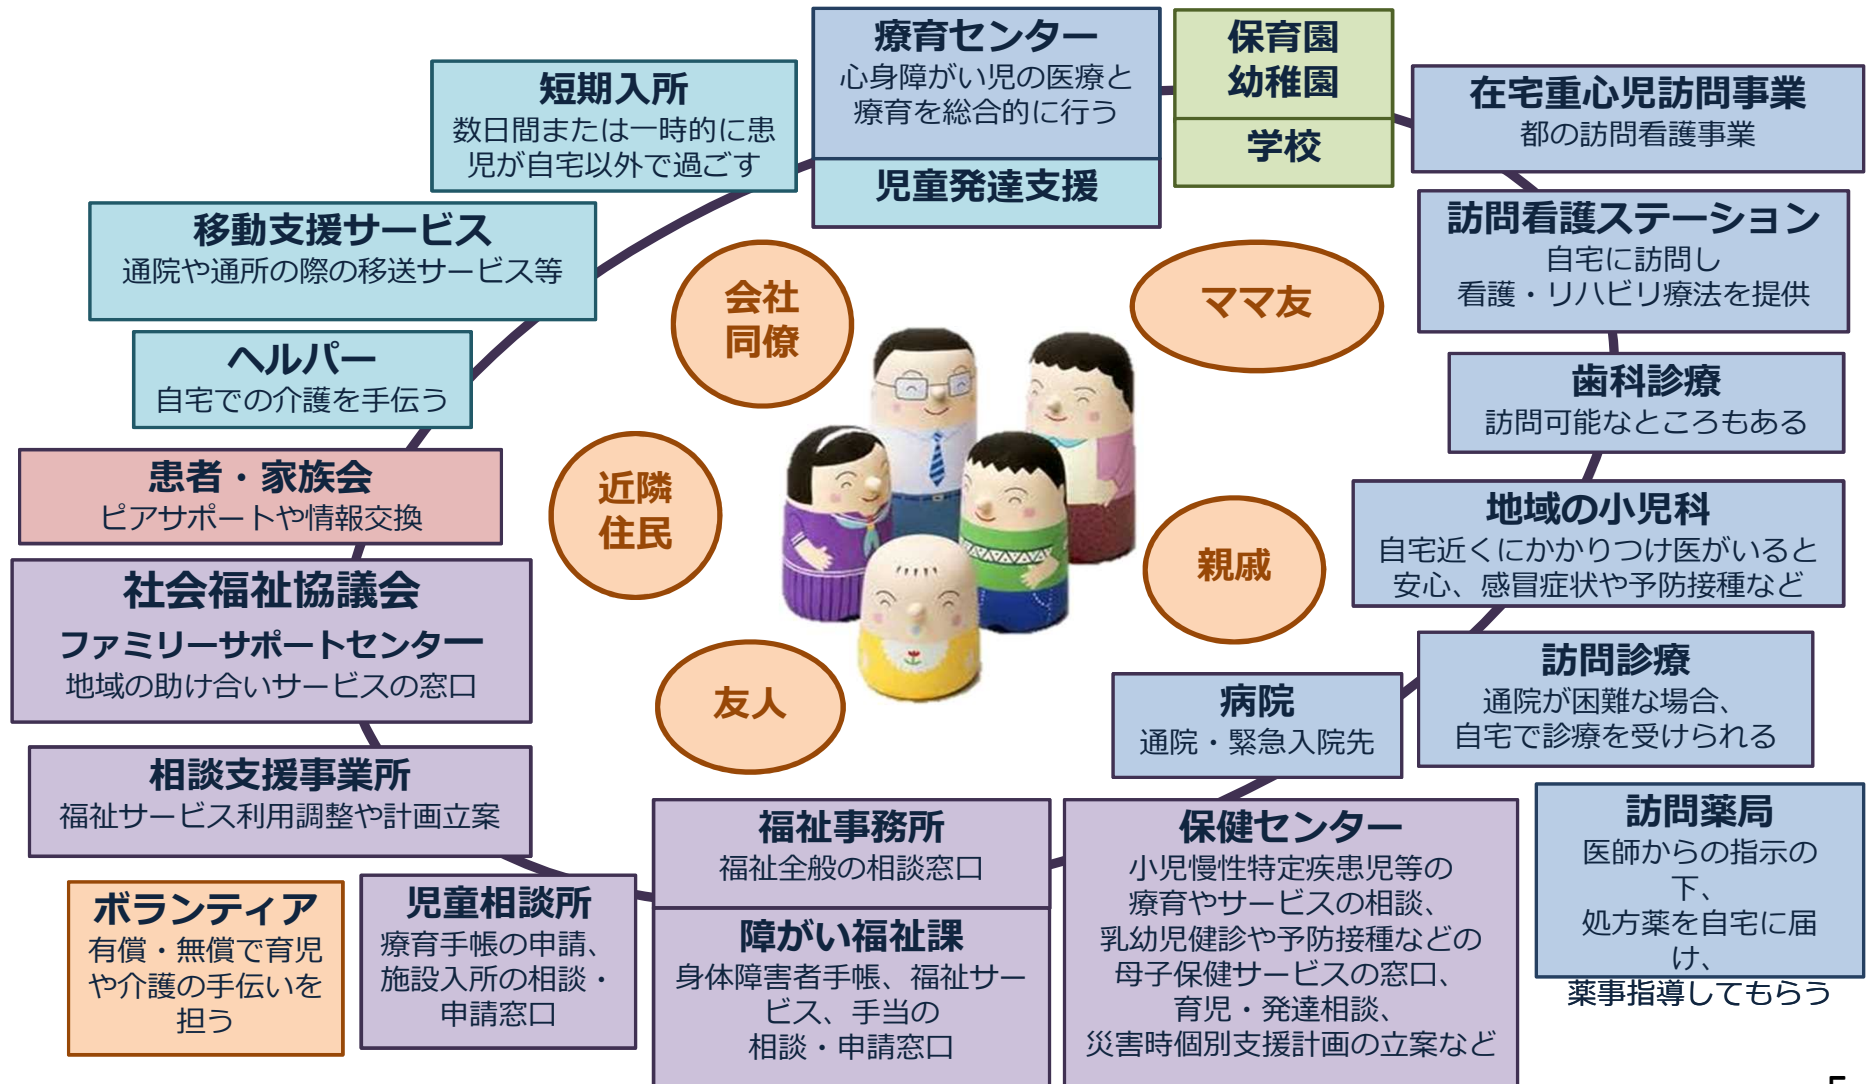 療育センター
心身障がい児の医療と
療育を総合的に行う
児童発達支援
保育園
幼稚園
学校
在宅重心児訪問事業
都の訪問看護事業
訪問看護ステーション
自宅に訪問し
看護・リハビリ療法を提供
歯科診療
訪問可能なところもある
地域の小児科
自宅近くにかかりつけ医がいると
安心、感冒症状や予防接種など
訪問診療
通院が困難な場合、
自宅で診療を受けられる
病院
通院・緊急入院先
訪問薬局
医師からの指示の
下、
処方薬を自宅に届
け、
薬事指導してもらう
保健センター
小児慢性特定疾患児等の
療育やサービスの相談、
乳幼児健診や予防接種などの
母子保健サービスの窓口、
育児・発達相談、
災害時個別支援計画の立案など
福祉事務所
福祉全般の相談窓口
障がい福祉課
身体障害者手帳、福祉サー
ビス、手当の
相談・申請窓口
児童相談所
療育手帳の申請、
施設入所の相談・
申請窓口
ボランティア
有償・無償で育児
や介護の手伝いを
担う
相談支援事業所
福祉サービス利用調整や計画立案
社会福祉協議会
ファミリーサポートセンター
地域の助け合いサービスの窓口
患者・家族会
ピアサポートや情報交換
ヘルパー
自宅での介護を手伝う
移動支援サービス
通院や通所の際の移送サービス等
短期入所
数日間または一時的に患
児が自宅以外で過ごす
会社
同僚
ママ友
近隣
住民
親戚
友人